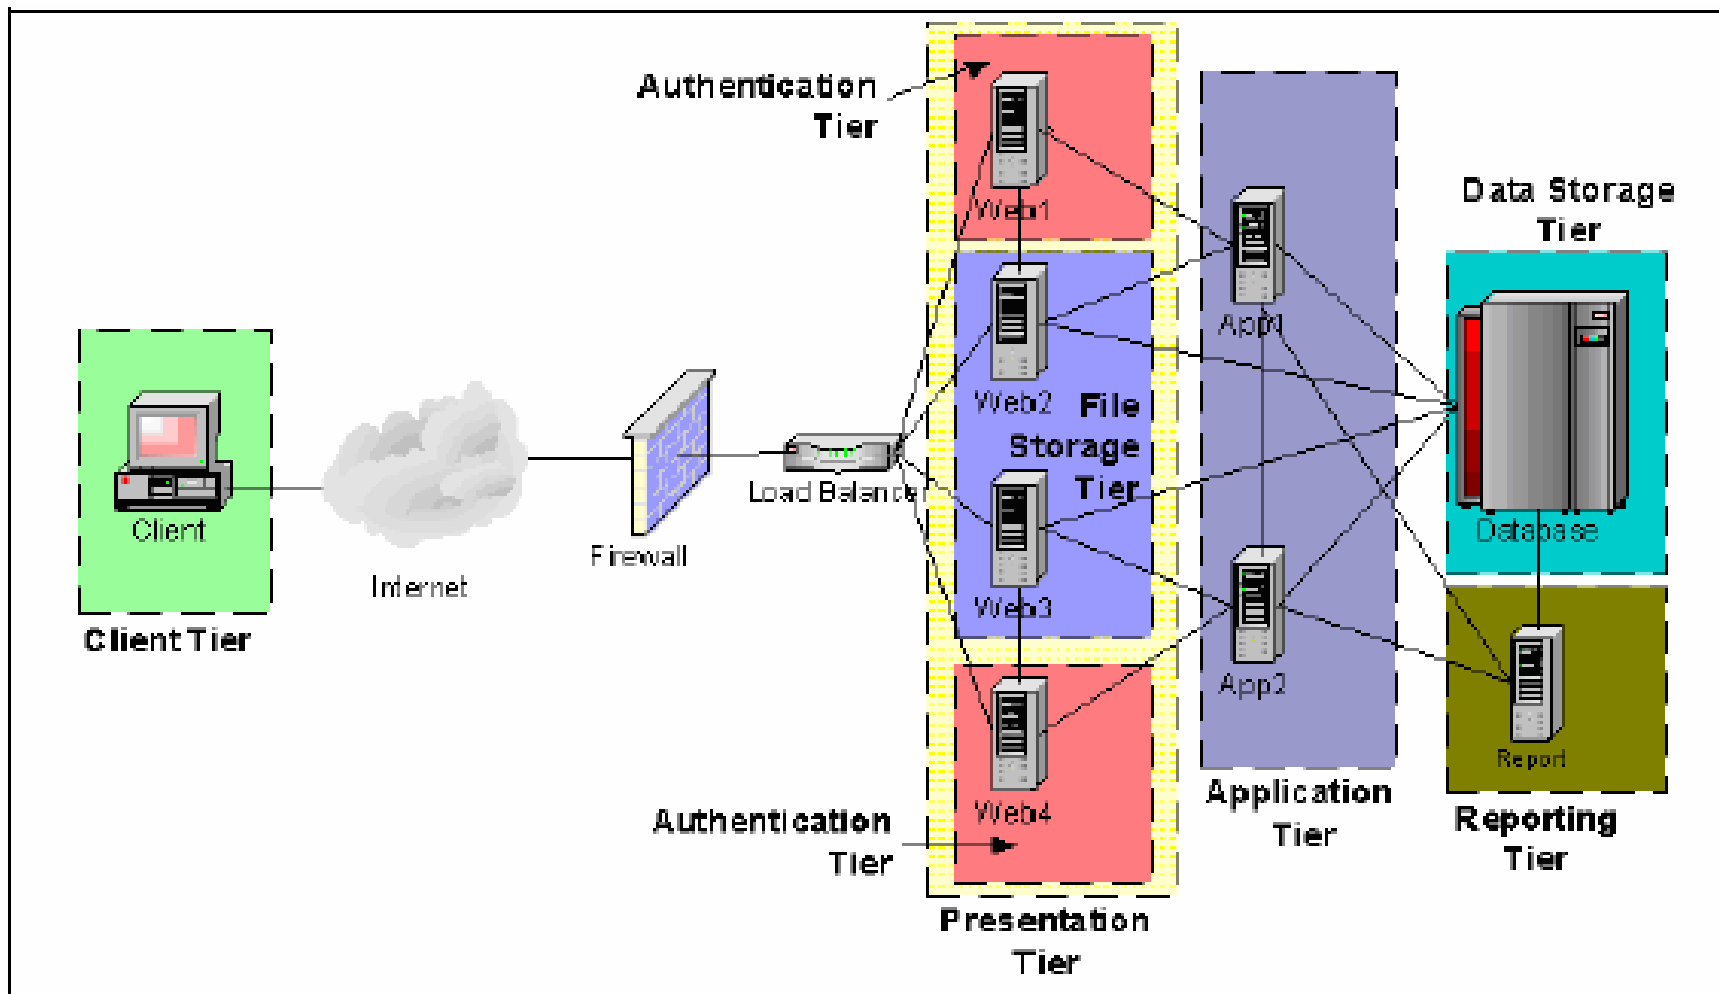 Authentication
Tier
Web1
Data Storage
Tier
App1
Web2
File
Storage
Tier
Load Balancer
Client
Firewall
Internet
Database
Client Tier
Web3
App2
Report
Web4
Authentication
Tier
Application
Tier
Reporting
Tier
Presentation
Tier